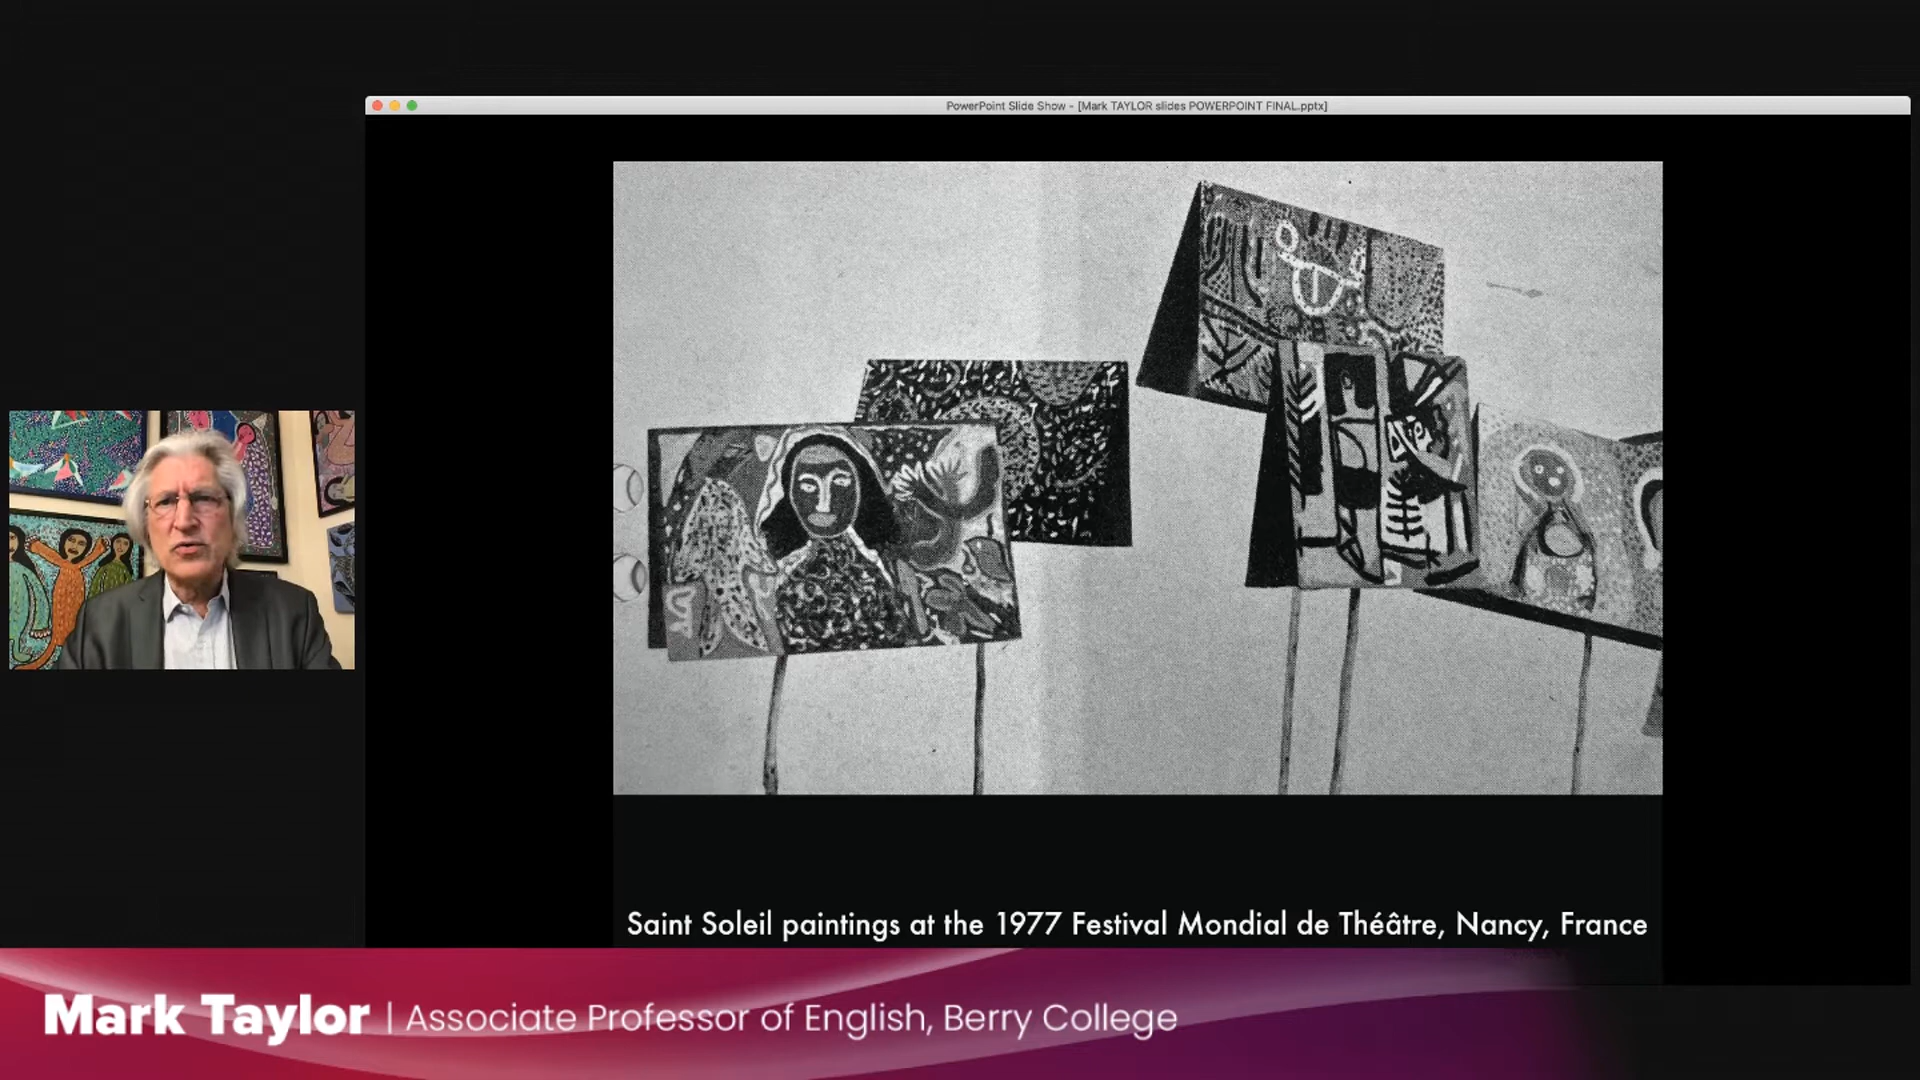 PowerPoint Slide Show - [Mark TAYLOR slides POWERPOINT FINAL.pptx]
Saint Soleil paintings at the 1977 Festival Mondial de Théâtre, Nancy, France
Mark Taylor | Associate Professor of English, Berry College